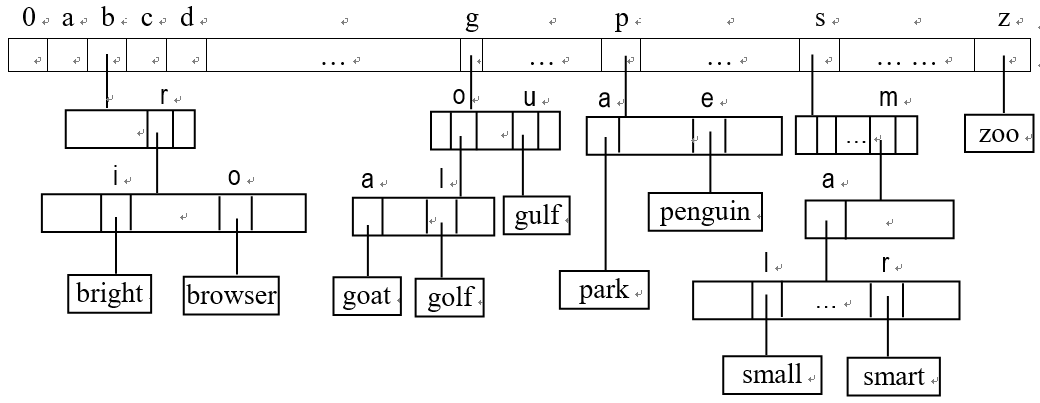 0 a b c d g p s z
… … … … …
r o u a e m
…
zoo
i o a l a
gulf penguin
bright browser goat golf park l r
…
small smart